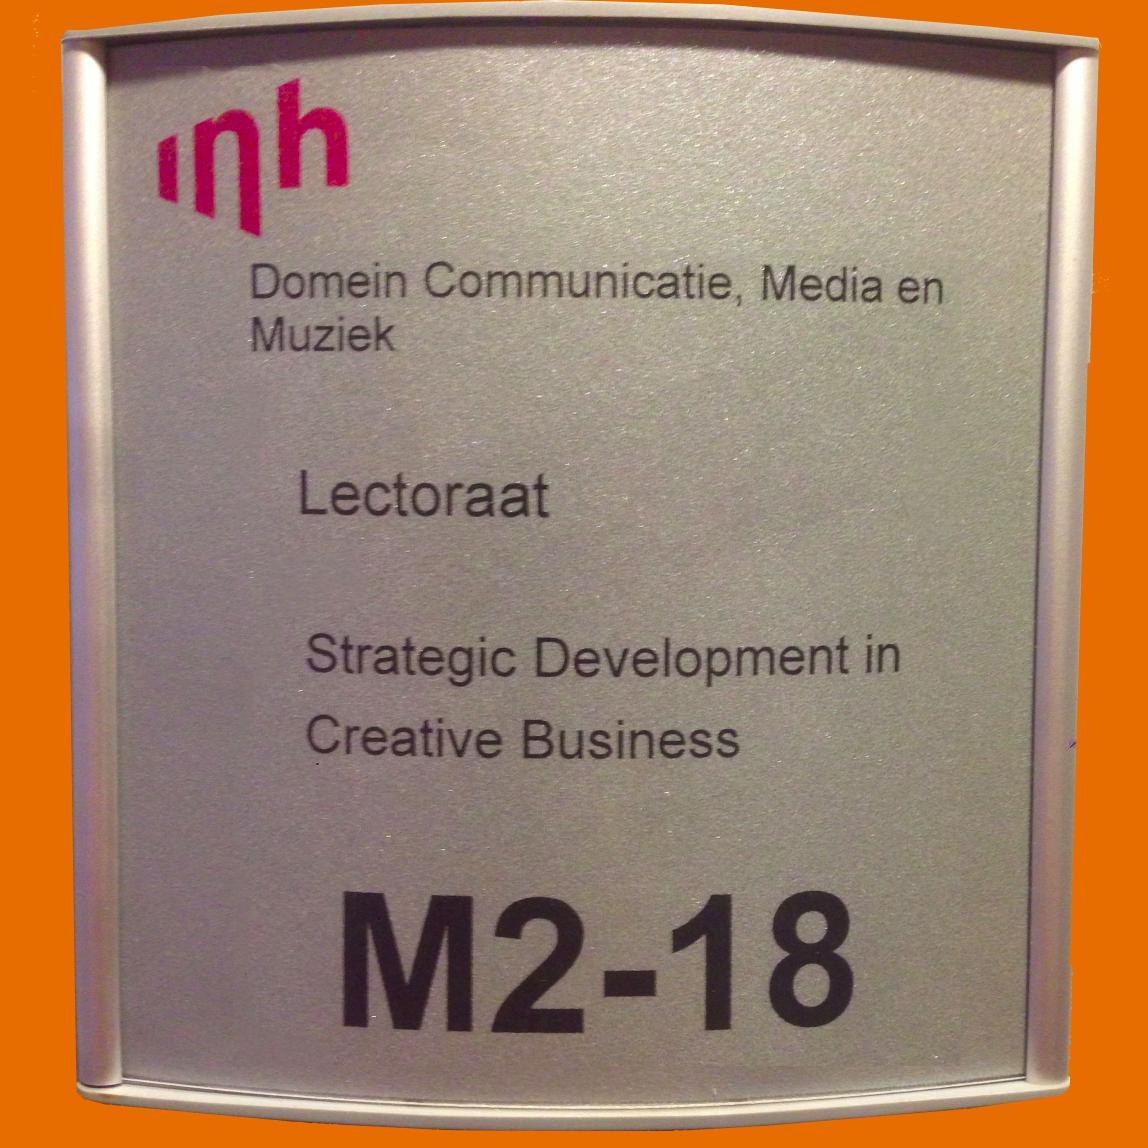 inh
Domein Communicatie, Media en
Muziek
Lectoraat
Strategic Development in
Creative Business
M2-18